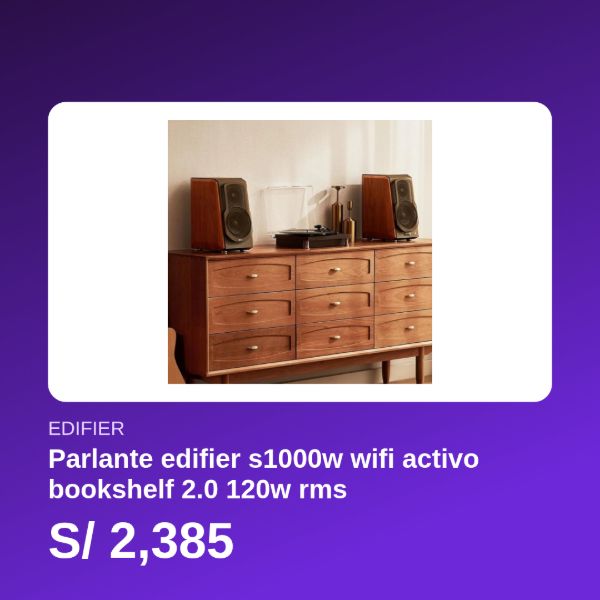 EDIFIER
Parlante edifier s1000w wifi activo
bookshelf 2.0 120w rms
S/ 2,385